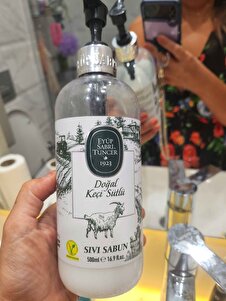 EYÜP
SABRİ
TUNCER
1923
Doğal
Keçi Sütlü
SIVI SABUN
500ml ℮ 16.9 fl.oz.